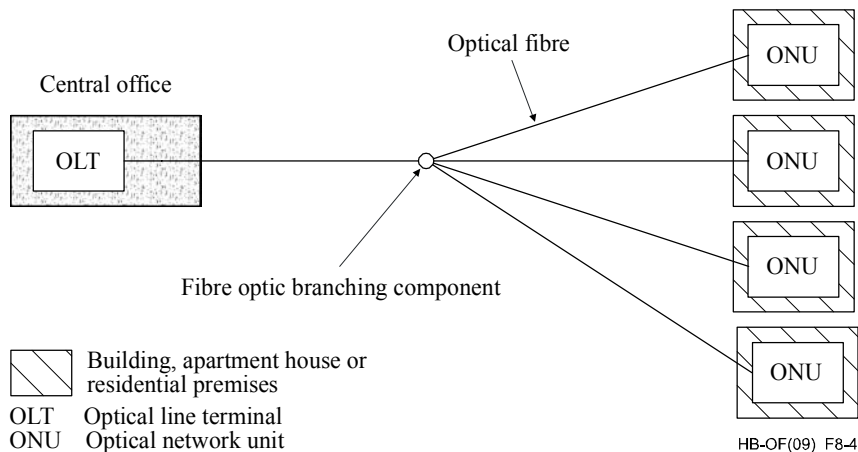 Optical fibre
ONU
Central office
OLT
ONU
ONU
Fibre optic branching component
ONU
Building, apartment house or
residential premises
OLT Optical line terminal
ONU Optical network unit
HB-OF(09) F8-4